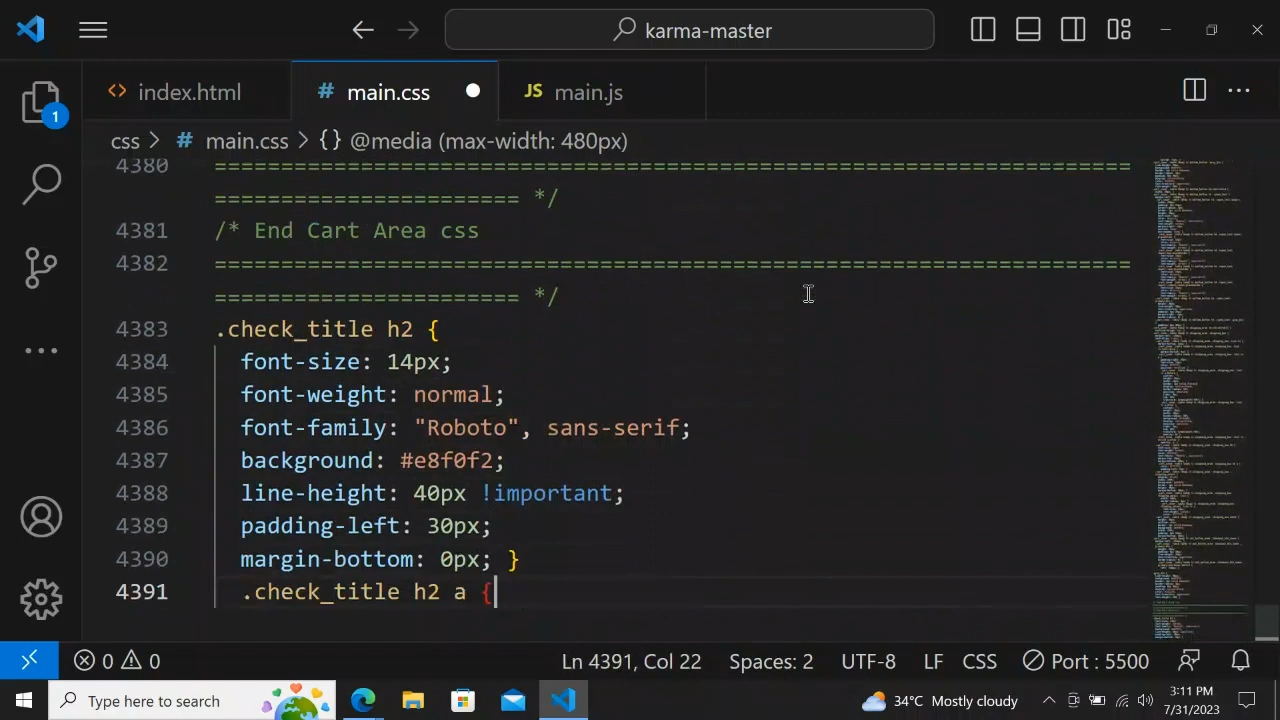 karma-master
index.html
main.css
main.js
1
css > # main.css > {} @media (max-width: 480px)
4380 ======================================================================
======================= *
4381 /* End Cart Area css
4382 ======================================================================
======================= *
4383 .check_title h2 {
4384 font-size: 14px;
4385 font-weight: normal;
4386 font-family: "Roboto", sans-serif;
4387 background:
4388 line-height: 40px !important;
4389 padding-left: 30px;
4390 margin-bottom: 0px; }
4391 .check_title h2 a
0 0
Ln 4391, Col 22 Spaces: 2 UTF-8 LF CSS Port : 5500
Type here to search
34°C Mostly cloudy
3:11 PM
7/31/2023